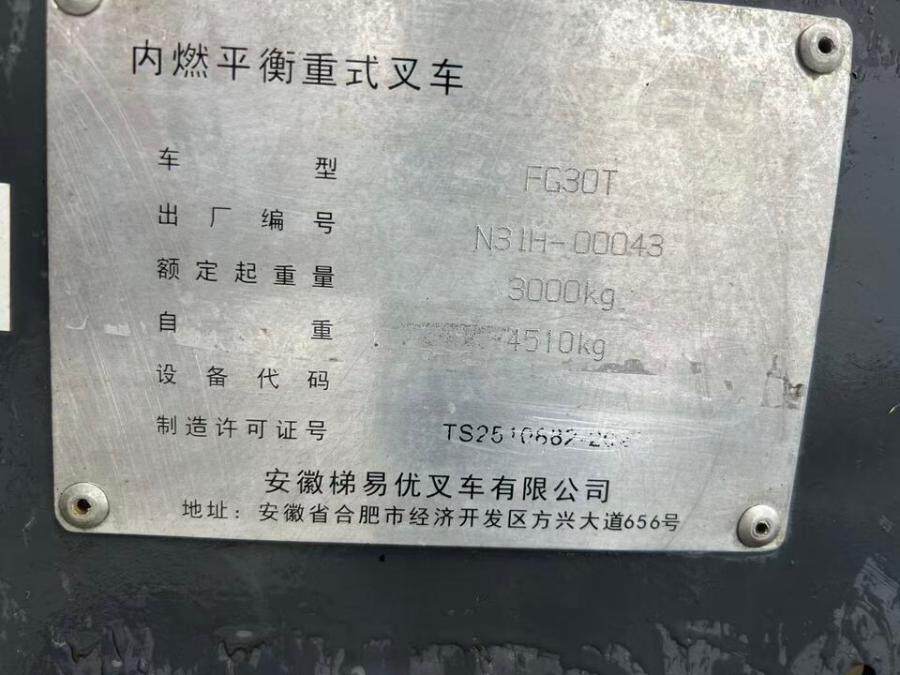 内燃平衡重式叉车
车型 FG30T
出厂编号 N31H-00043
额定起重量 3000kg
自重 4510kg
设备代码
制造许可证号
安徽梯易优叉车有限公司
地址：安徽省合肥市经济开发区方兴大道656号